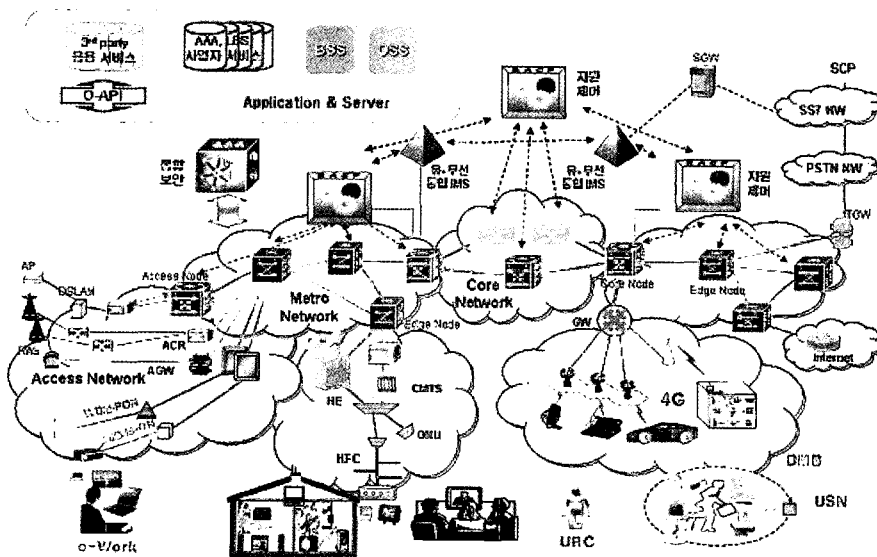 3rd party
응용 서비스
AAA,
사업자
LBS
서비스
BSS
OSS
O-API
Application & Server
RACF
자원
제어
SGW
SCP
SS7 NW
PSTN NW
TGW
통합
보안
유·무선
통합 IMS
유·무선
통합 IMS
자원
제어
AP
DSLAM
Access Node
Metro
Network
Core
Network
Core Node
Edge Node
Edge Node
RAS
ACR
AGW
Access Network
WDM-PON
HE
CMTS
ONU
HFC
GW
4G
Internet
DMB
USN
URC
e-Work